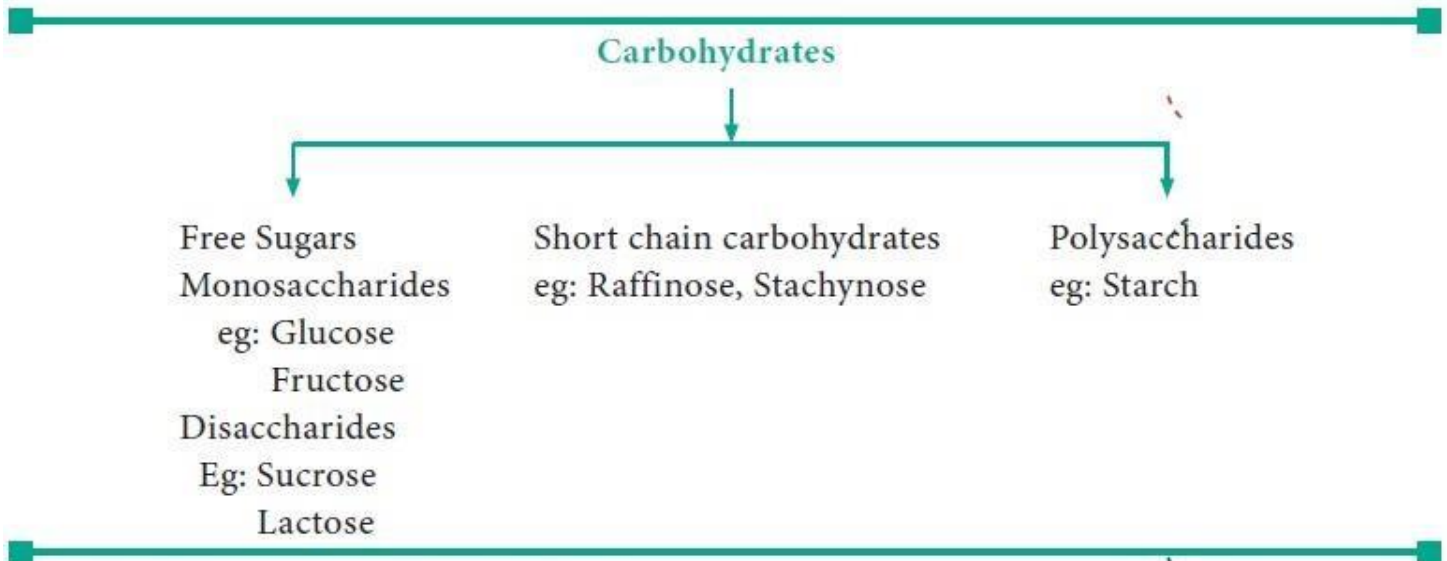 Carbohydrates
Free Sugars
Monosaccharides
eg: Glucose
Fructose
Disaccharides
Eg: Sucrose
Lactose
Short chain carbohydrates
eg: Raffinose, Stachynose
Polysaccharides
eg: Starch